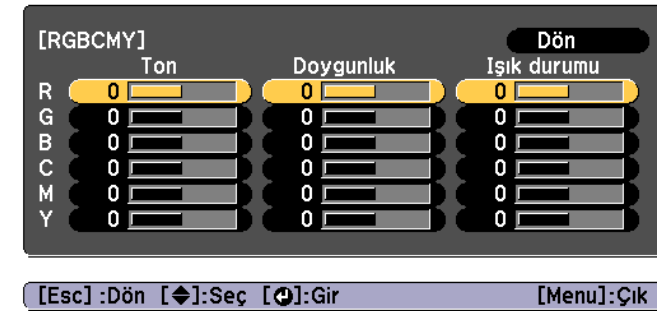 [RGBCMY] Dön
Ton Doygunluk Işık durumu
R 0 0 0
G 0 0 0
B 0 0 0
C 0 0 0
M 0 0 0
Y 0 0 0
[Esc] :Dön [◆]:Seç [↵]:Gir [Menu]:Çık